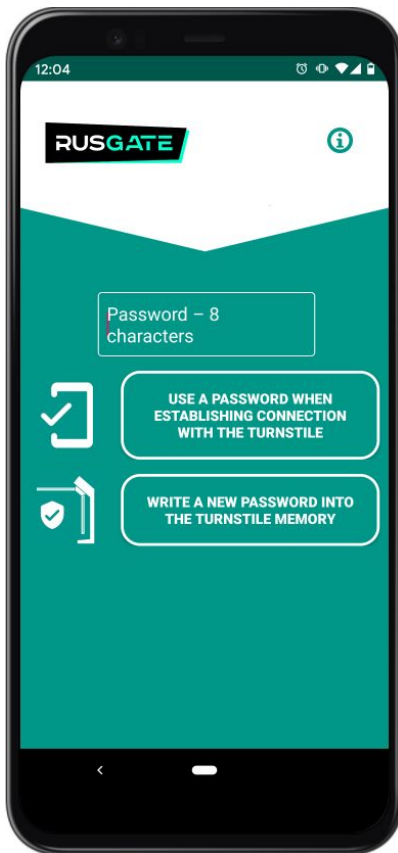 12:04
RUSGATE
Password – 8
characters
USE A PASSWORD WHEN
ESTABLISHING CONNECTION
WITH THE TURNSTILE
WRITE A NEW PASSWORD INTO
THE TURNSTILE MEMORY